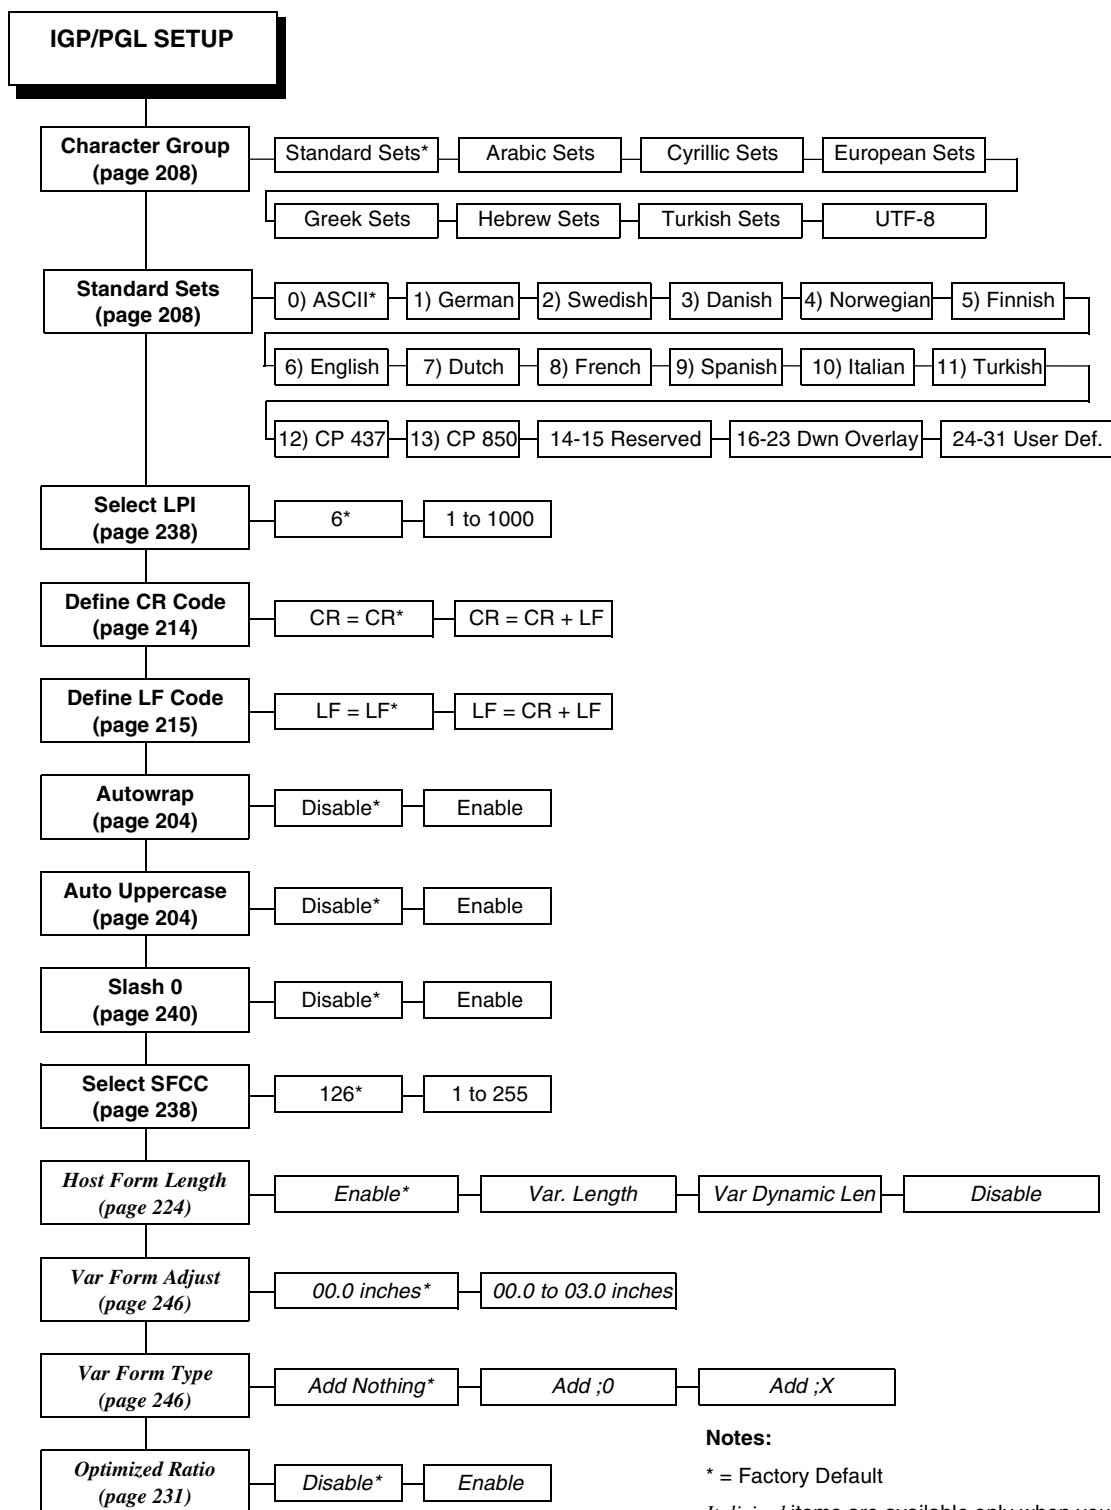 IGP/PGL SETUP
Character Group
(page 208)
Standard Sets*
Arabic Sets
Cyrillic Sets
European Sets
Greek Sets
Hebrew Sets
Turkish Sets
UTF-8
Standard Sets
(page 208)
0) ASCII*
1) German
2) Swedish
3) Danish
4) Norwegian
5) Finnish
6) English
7) Dutch
8) French
9) Spanish
10) Italian
11) Turkish
12) CP 437
13) CP 850
14-15 Reserved
16-23 Dwn Overlay
24-31 User Def.
Select LPI
(page 238)
6*
1 to 1000
Define CR Code
(page 214)
CR = CR*
CR = CR + LF
Define LF Code
(page 215)
LF = LF*
LF = CR + LF
Autowrap
(page 204)
Disable*
Enable
Auto Uppercase
(page 204)
Disable*
Enable
Slash 0
(page 240)
Disable*
Enable
Select SFCC
(page 238)
126*
1 to 255
Host Form Length
(page 224)
Enable*
Var. Length
Var Dynamic Len
Disable
Var Form Adjust
(page 246)
00.0 inches*
00.0 to 03.0 inches
Var Form Type
(page 246)
Add Nothing*
Add ;0
Add ;X
Optimized Ratio
(page 231)
Disable*
Enable
Notes:
* = Factory Default
Italicized items are available only when you